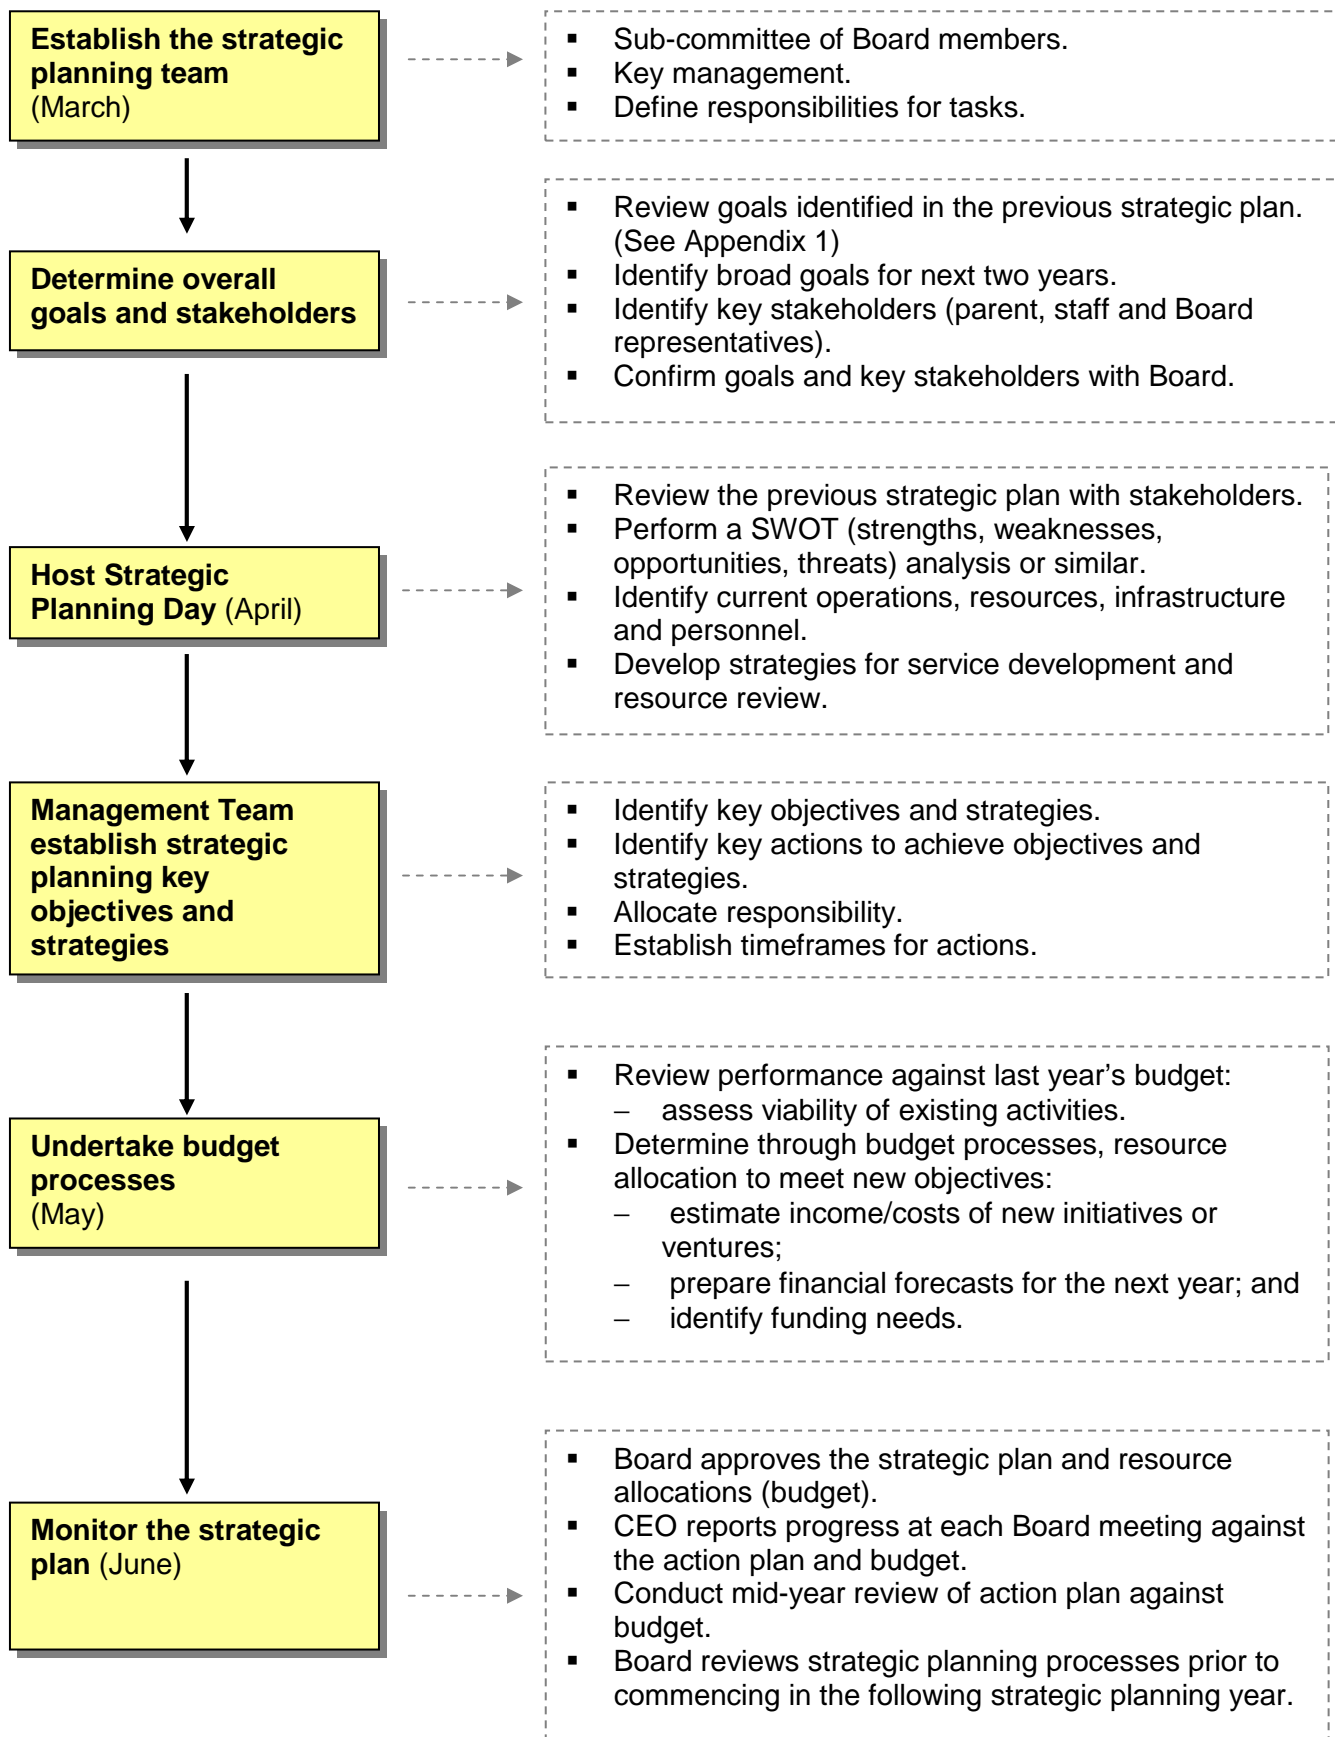 Establish the strategic
planning team
(March)
▪ Sub-committee of Board members.
▪ Key management.
▪ Define responsibilities for tasks.
Determine overall
goals and stakeholders
▪ Review goals identified in the previous strategic plan.
(See Appendix 1)
▪ Identify broad goals for next two years.
▪ Identify key stakeholders (parent, staff and Board
representatives).
▪ Confirm goals and key stakeholders with Board.
Host Strategic
Planning Day (April)
▪ Review the previous strategic plan with stakeholders.
▪ Perform a SWOT (strengths, weaknesses,
opportunities, threats) analysis or similar.
▪ Identify current operations, resources, infrastructure
and personnel.
▪ Develop strategies for service development and
resource review.
Management Team
establish strategic
planning key
objectives and
strategies
▪ Identify key objectives and strategies.
▪ Identify key actions to achieve objectives and
strategies.
▪ Allocate responsibility.
▪ Establish timeframes for actions.
Undertake budget
processes
(May)
▪ Review performance against last year’s budget:
– assess viability of existing activities.
▪ Determine through budget processes, resource
allocation to meet new objectives:
– estimate income/costs of new initiatives or
ventures;
– prepare financial forecasts for the next year; and
– identify funding needs.
Monitor the strategic
plan (June)
▪ Board approves the strategic plan and resource
allocations (budget).
▪ CEO reports progress at each Board meeting against
the action plan and budget.
▪ Conduct mid-year review of action plan against
budget.
▪ Board reviews strategic planning processes prior to
commencing in the following strategic planning year.